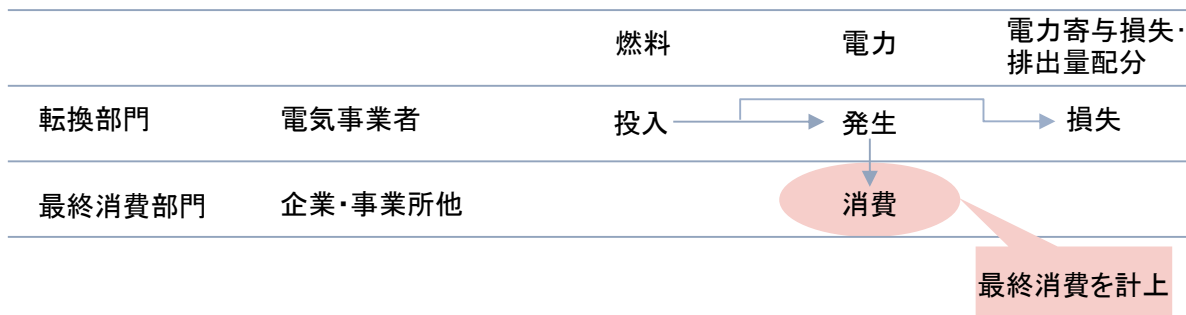 燃料 電力 電力寄与損失・
排出量配分
転換部門 電気事業者 投入 発生 損失
最終消費部門 企業・事業所他 消費
最終消費を計上